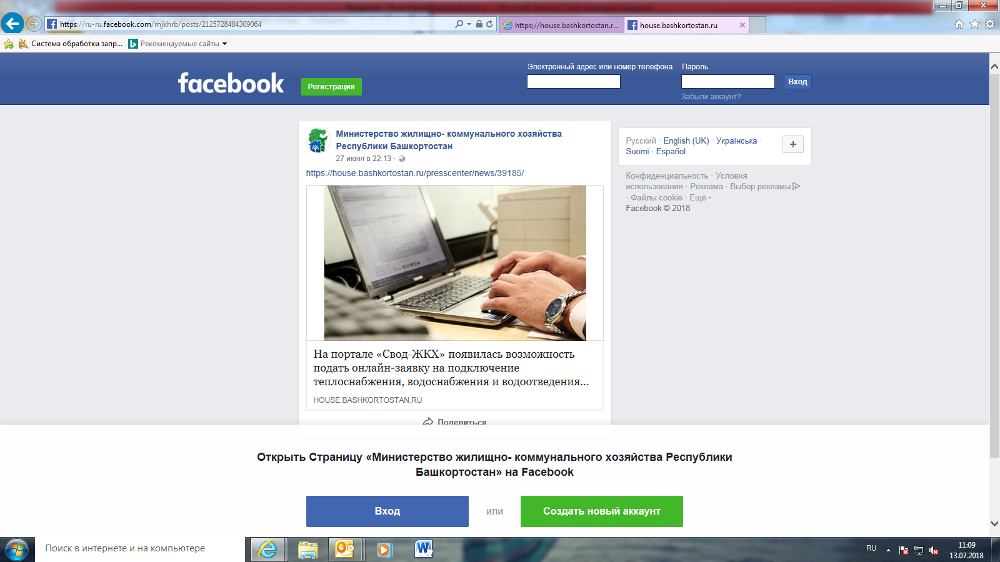 https://ru-ru.facebook.com/mjkhrb/posts/2125728484309064
https://house.bashkortostan.r...
house.bashkortostan.ru
Система обработки запр...
Рекомендуемые сайты
facebook
Регистрация
Электронный адрес или номер телефона
Пароль
Вход
Забыли аккаунт?
Министерство жилищно- коммунального хозяйства
Республики Башкортостан
27 июня в 22:13 ·
https://house.bashkortostan.ru/presscenter/news/39185/
На портале «Свод-ЖКХ» появилась возможность
подать онлайн-заявку на подключение
теплоснабжения, водоснабжения и водоотведения...
HOUSE.BASHKORTOSTAN.RU
Поделиться
Русский · English (UK) · Українська ·
Suomi · Español
+
Конфиденциальность · Условия
использования · Реклама · Выбор рекламы
· Файлы cookie · Ещё
Facebook © 2018
Открыть Страницу «Министерство жилищно- коммунального хозяйства Республики
Башкортостан» на Facebook
Вход
или
Создать новый аккаунт
Поиск в интернете и на компьютере
RU
11:09
13.07.2018